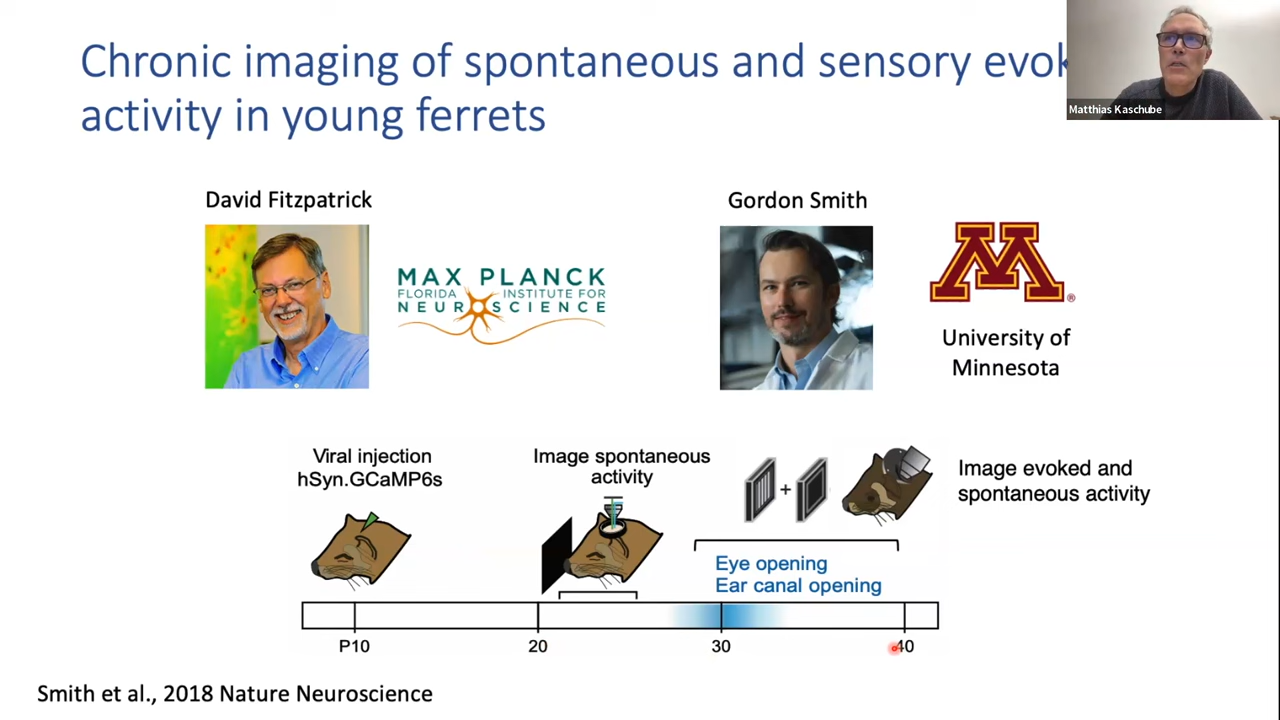 Chronic imaging of spontaneous and sensory evok
activity in young ferrets
Matthias Kaschube
David Fitzpatrick
Gordon Smith
MAX PLANCK
FLORIDA INSTITUTE FOR
NEUROSCIENCE
M®
University of
Minnesota
Viral injection
hSyn.GCaMP6s
Image spontaneous
activity
+
Image evoked and
spontaneous activity
Eye opening
Ear canal opening
P10
20
30
40
Smith et al., 2018 Nature Neuroscience